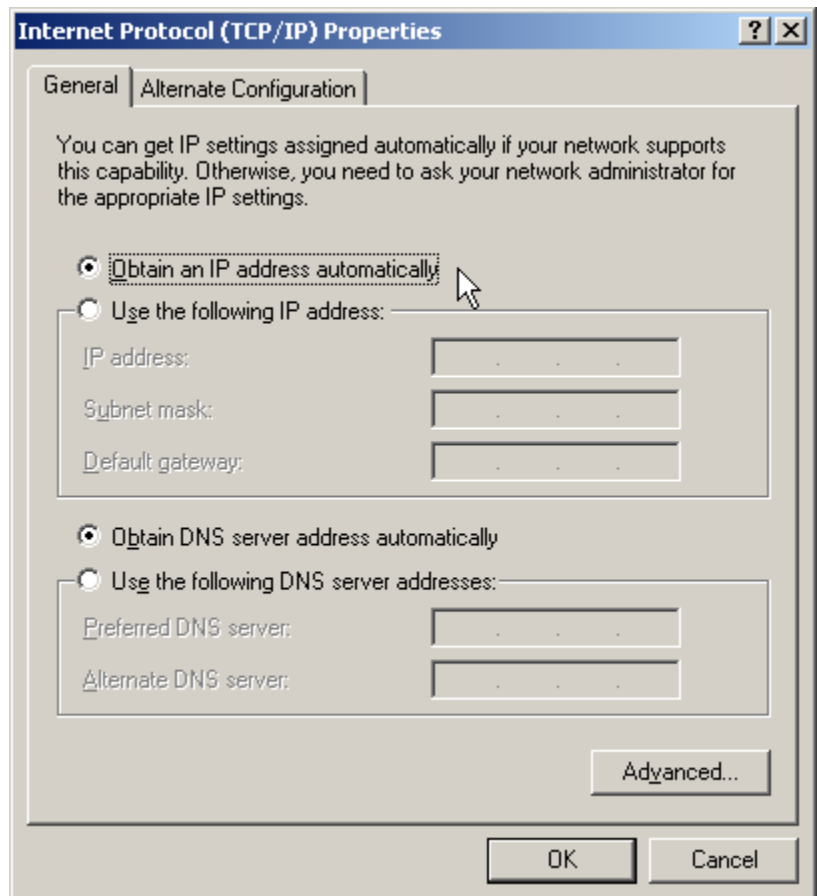 Internet Protocol (TCP/IP) Properties
General
Alternate Configuration
You can get IP settings assigned automatically if your network supports
this capability. Otherwise, you need to ask your network administrator for
the appropriate IP settings.
Obtain an IP address automatically
Use the following IP address:
IP address:
Subnet mask:
Default gateway:
Obtain DNS server address automatically
Use the following DNS server addresses:
Preferred DNS server:
Alternate DNS server:
Advanced...
OK
Cancel